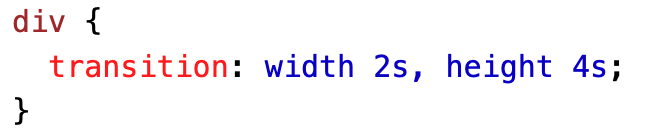 div {
  transition: width 2s, height 4s;
}